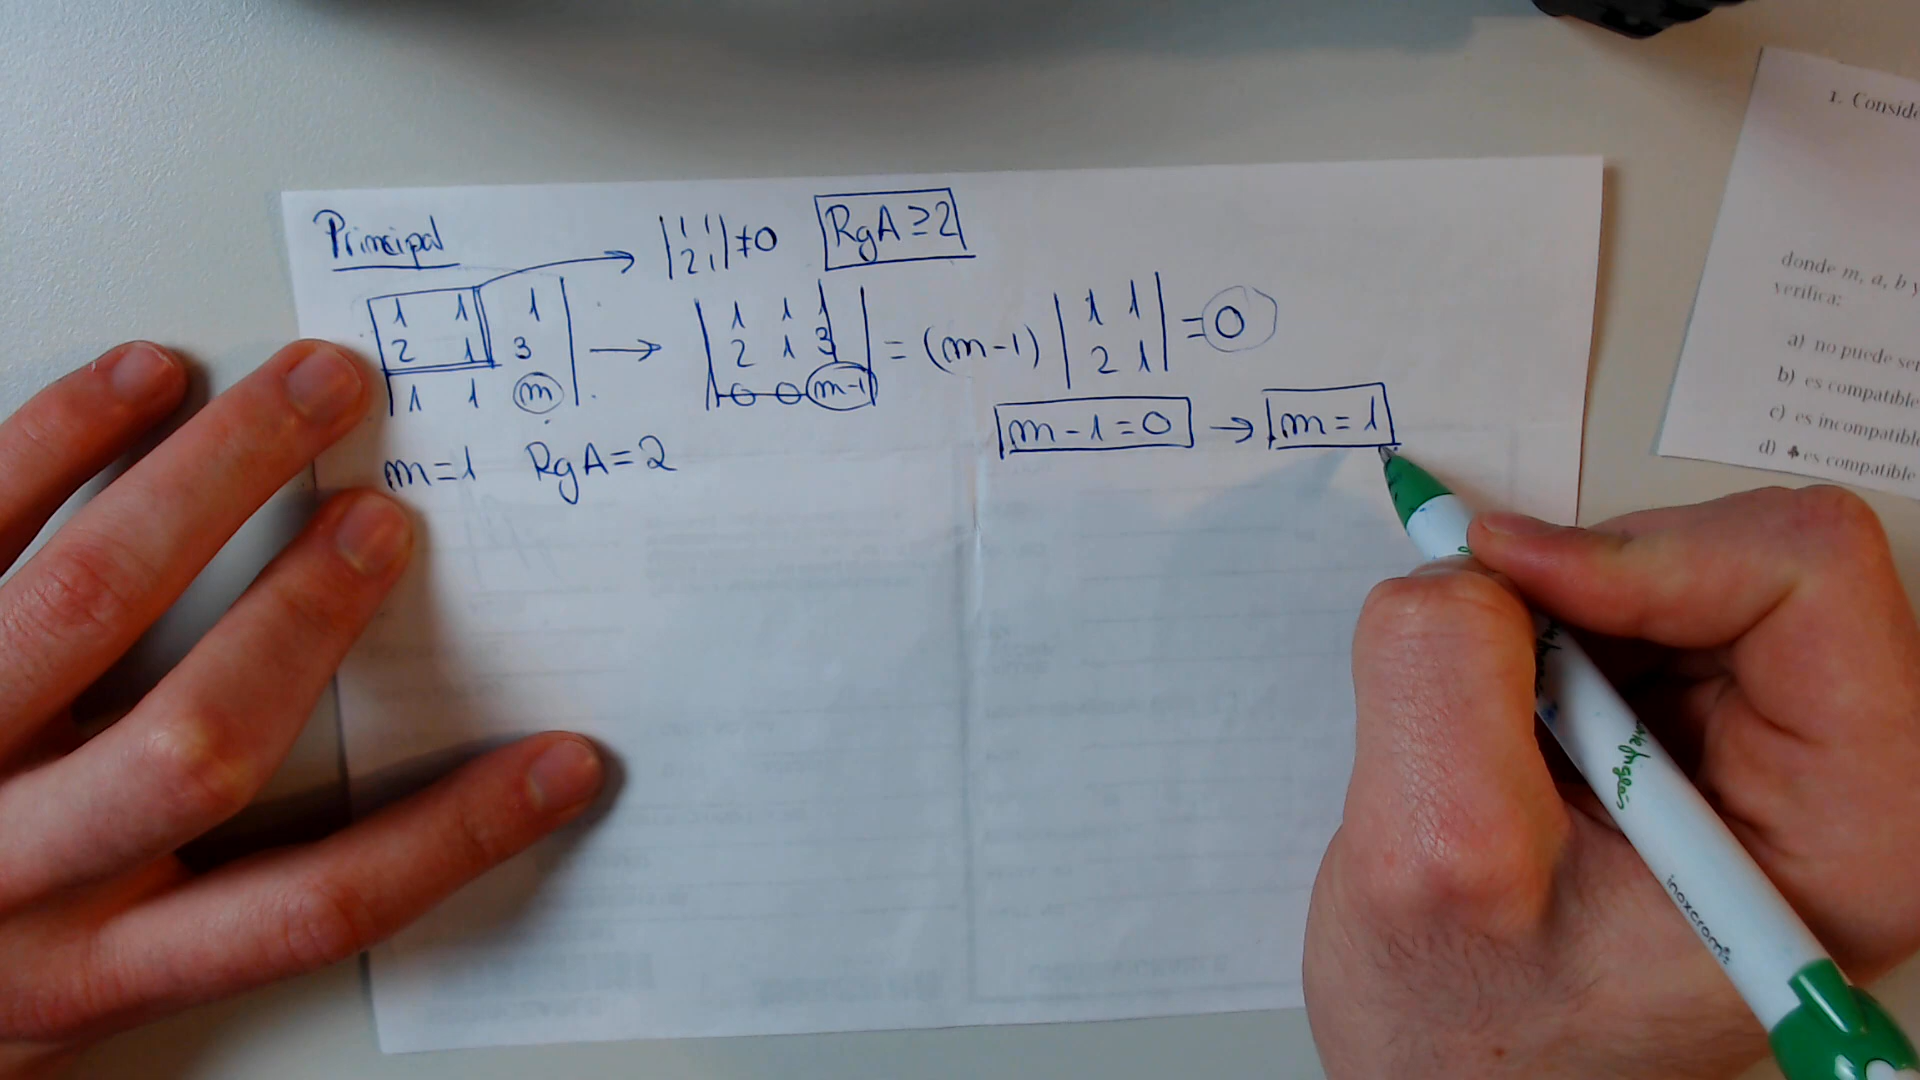 Principal
|1 1| ≠0 RgA≥2
|2 1|
|1 1 1| → |1 1 1| = (m-1) |1 1| =0
|2 1 3| |2 1 3| |2 1|
|1 1 m| |0 0 m-1|
m-1=0 → m=1
m=1 RgA=2
1.
donde m, a, b y
verifica:
a) no puede ser
b) es compatible
c) es incompatible
d) ♣ es compatible
inoxcrom